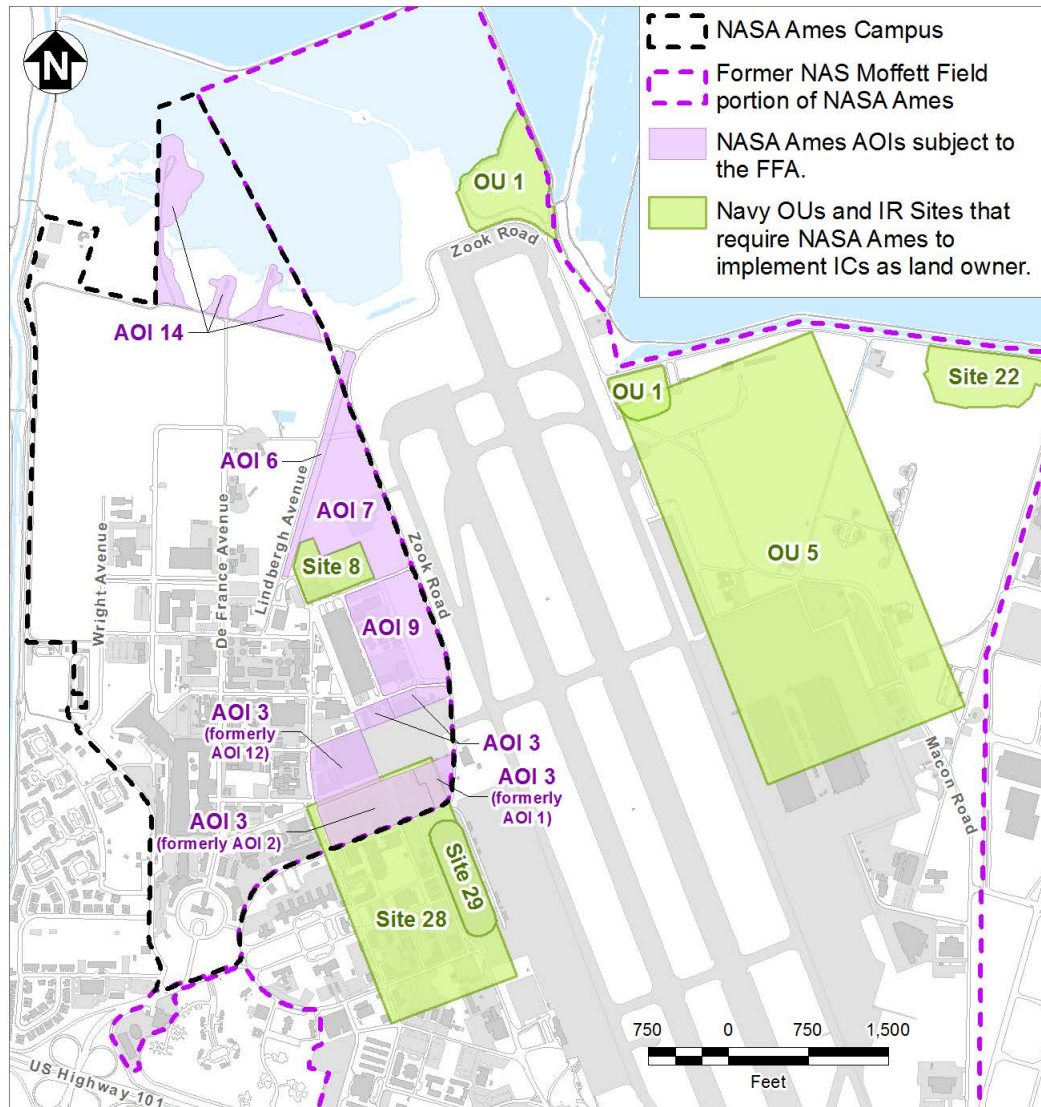 N
NASA Ames Campus
Former NAS Moffett Field
portion of NASA Ames
NASA Ames AOIs subject to
the FFA.
Navy OUs and IR Sites that
require NASA Ames to
implement ICs as land owner.
OU 1
Zook Road
AOI 14
OU 1
Site 22
AOI 6
AOI 7
Lindbergh Avenue
De France Avenue
Wright Avenue
Zook Road
Site 8
OU 5
AOI 9
AOI 3
(formerly
AOI 12)
AOI 3
AOI 3
(formerly
AOI 1)
AOI 3
(formerly AOI 2)
Macon Road
Site 29
Site 28
750
0
750
1,500
Feet
US Highway 101